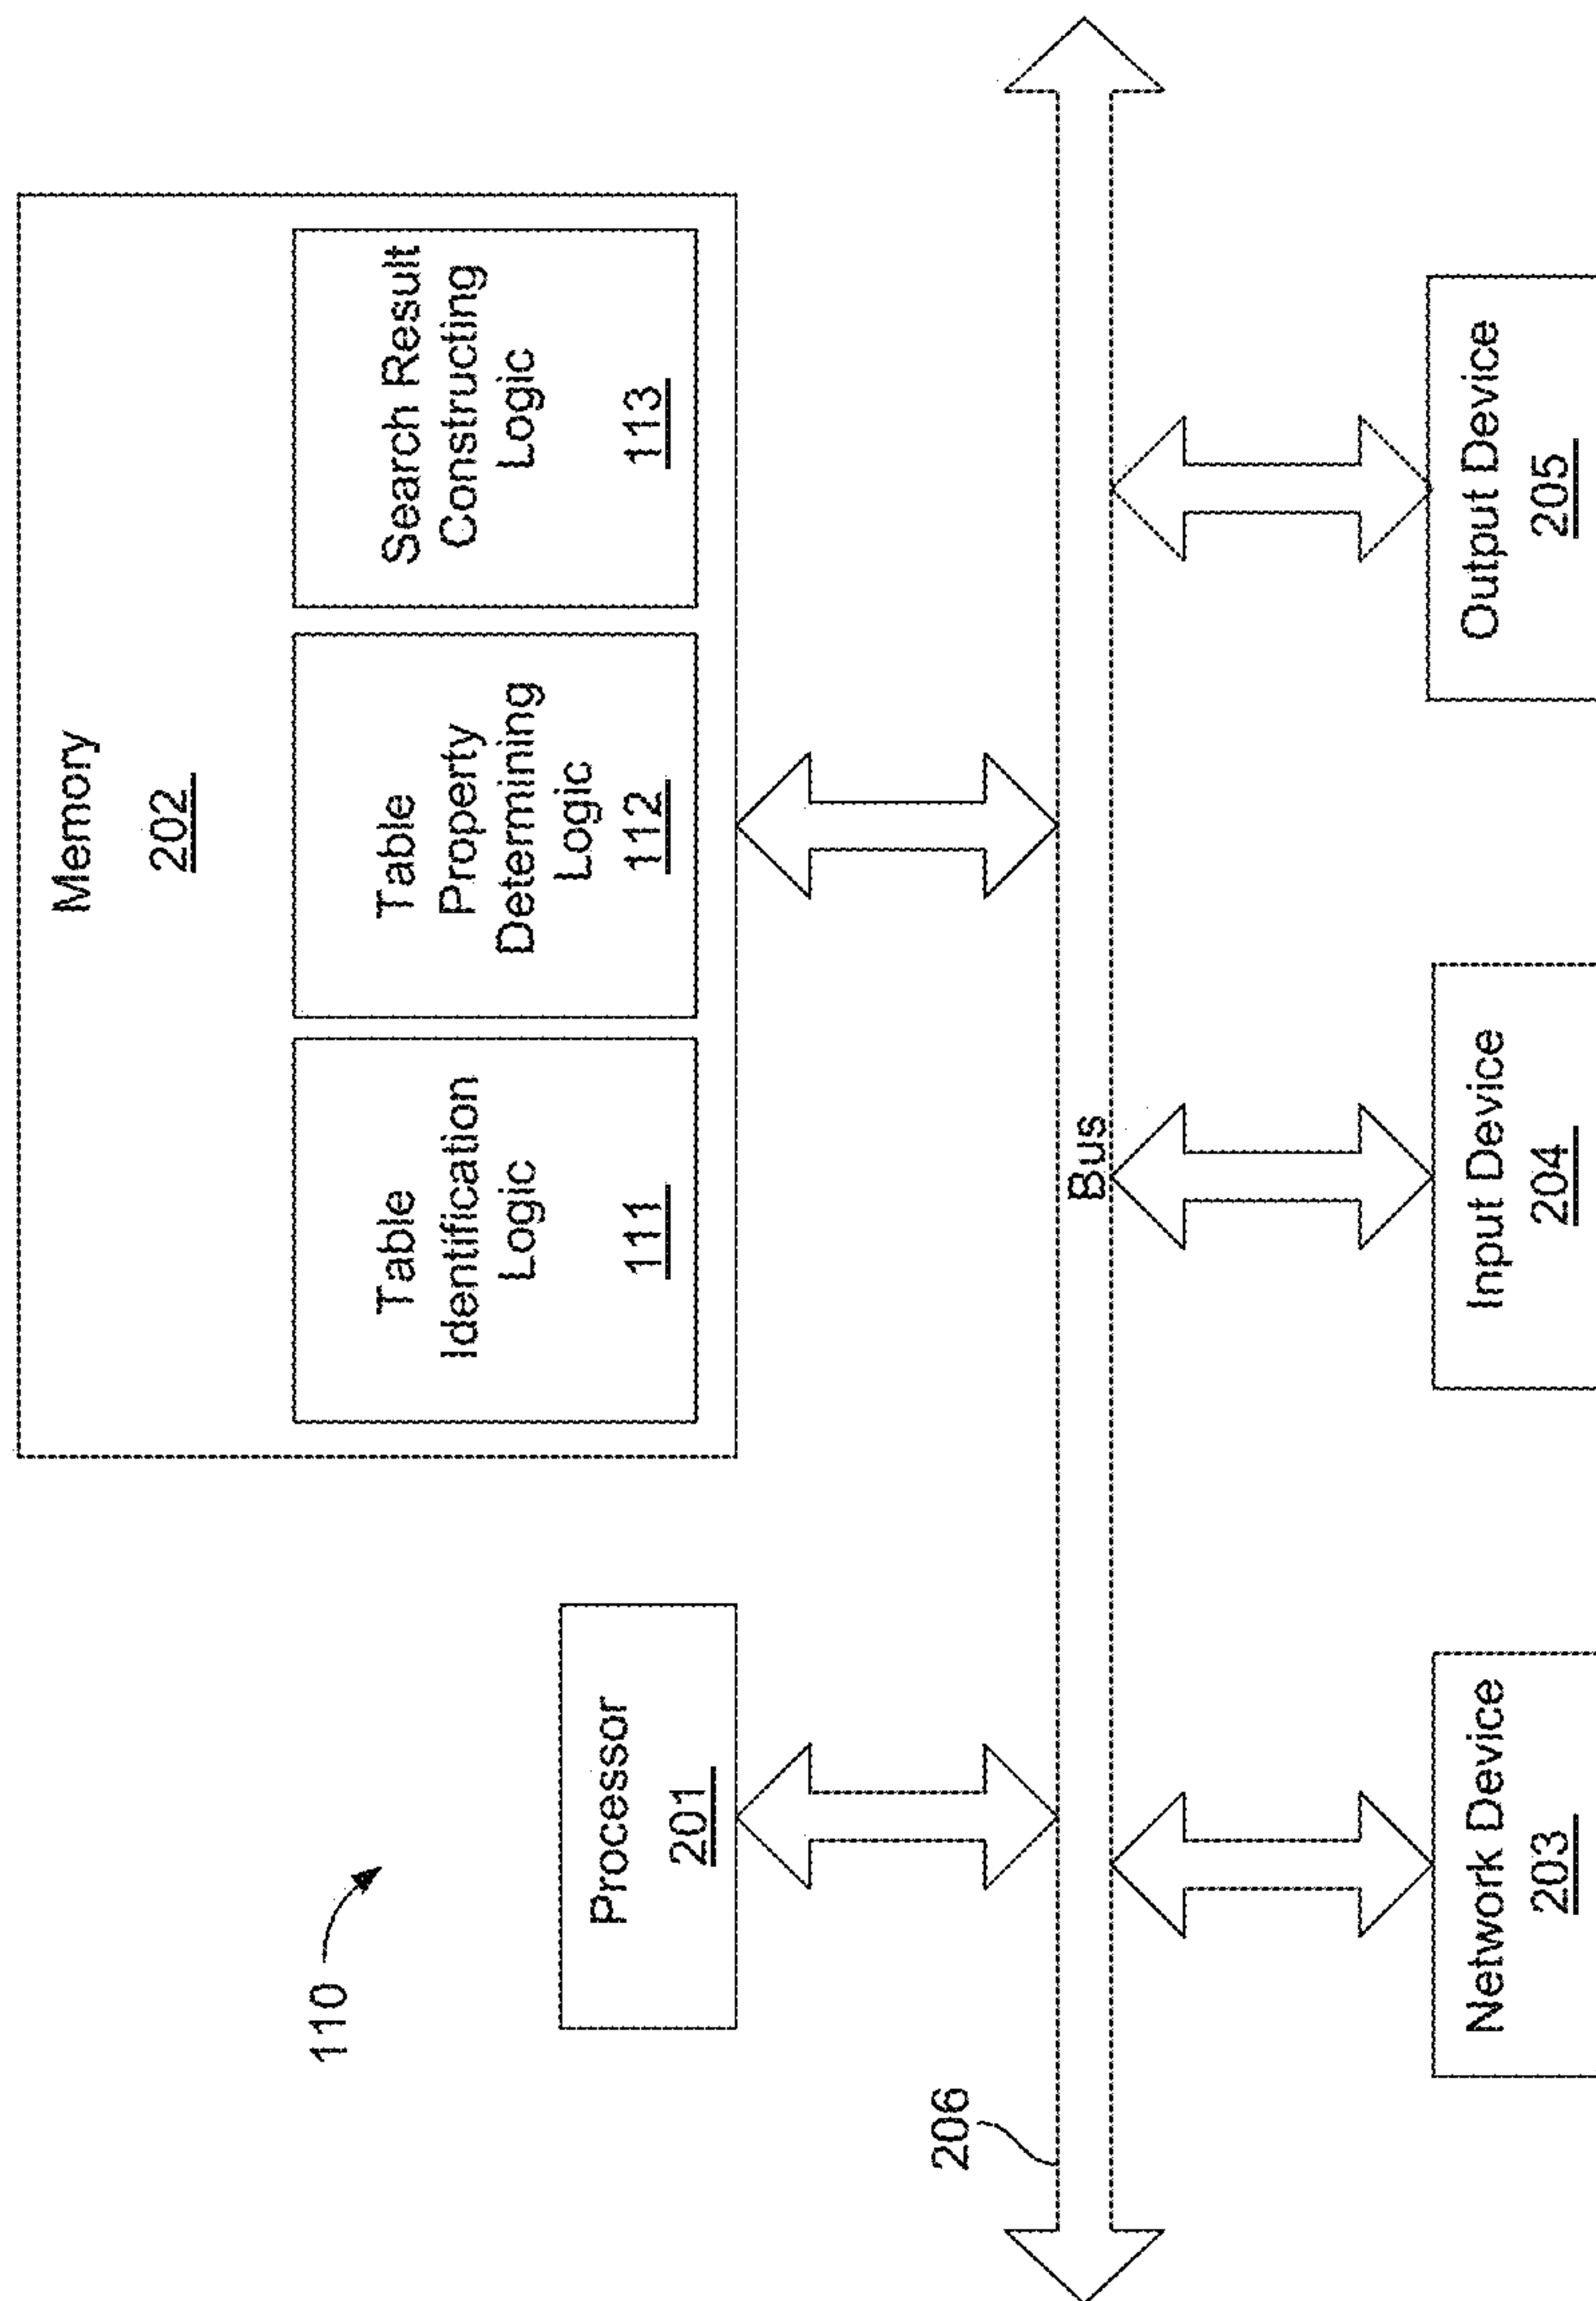 110
Processor
201
Memory
202
Table
Identification
Logic
111
Table
Property
Determining
Logic
112
Search Result
Constructing
Logic
113
206
Bus
Network Device
203
Input Device
204
Output Device
205